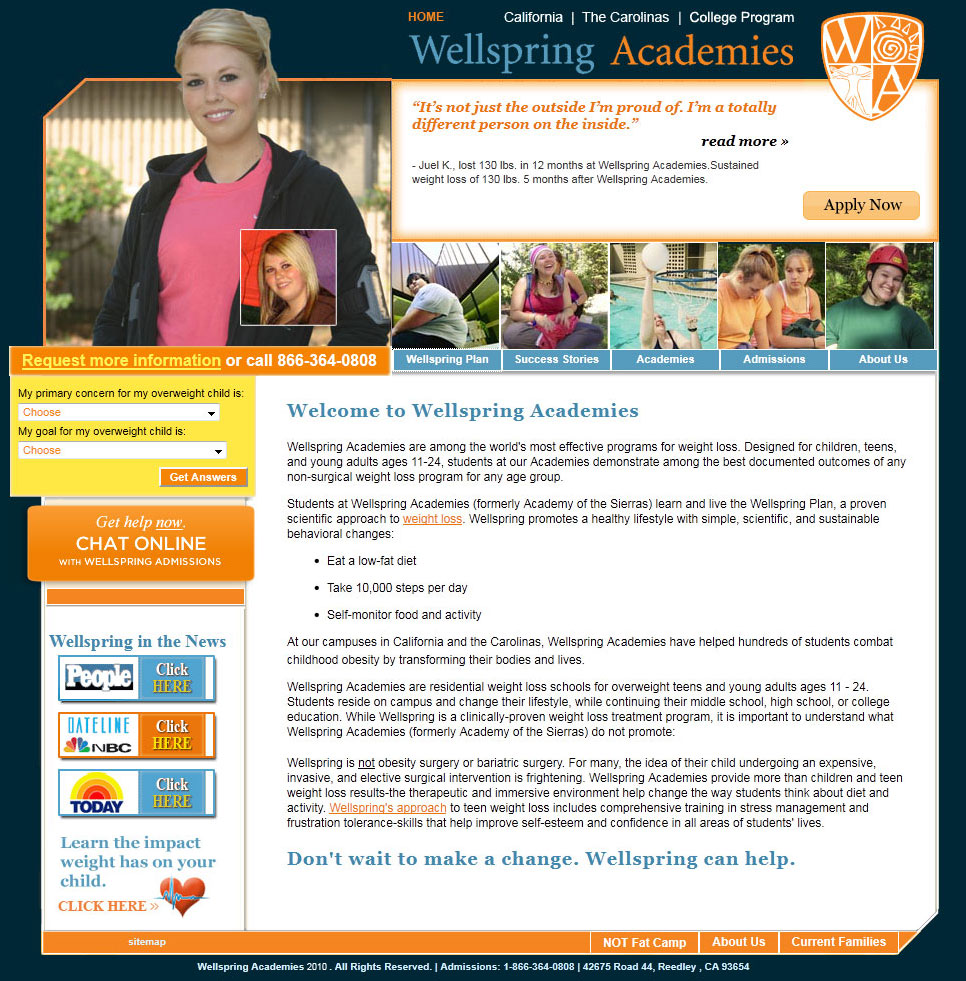 HOME
California | The Carolinas | College Program
Wellspring Academies
W
A
“It’s not just the outside I’m proud of. I’m a totally
different person on the inside.”
read more »
- Juel K., lost 130 lbs. in 12 months at Wellspring Academies.Sustained
weight loss of 130 lbs. 5 months after Wellspring Academies.
Apply Now
Request more information or call 866-364-0808
Wellspring Plan
Success Stories
Academies
Admissions
About Us
My primary concern for my overweight child is:
Choose
My goal for my overweight child is:
Choose
Get Answers
Get help now.
CHAT ONLINE
WITH WELLSPRING ADMISSIONS
Wellspring in the News
People
Click
HERE
DATELINE
NBC
Click
HERE
TODAY
Click
HERE
Learn the impact
weight has on your
child.
CLICK HERE »
Welcome to Wellspring Academies
Wellspring Academies are among the world's most effective programs for weight loss. Designed for children, teens,
and young adults ages 11-24, students at our Academies demonstrate among the best documented outcomes of any
non-surgical weight loss program for any age group.
Students at Wellspring Academies (formerly Academy of the Sierras) learn and live the Wellspring Plan, a proven
scientific approach to weight loss. Wellspring promotes a healthy lifestyle with simple, scientific, and sustainable
behavioral changes:
• Eat a low-fat diet
• Take 10,000 steps per day
• Self-monitor food and activity
At our campuses in California and the Carolinas, Wellspring Academies have helped hundreds of students combat
childhood obesity by transforming their bodies and lives.
Wellspring Academies are residential weight loss schools for overweight teens and young adults ages 11 - 24.
Students reside on campus and change their lifestyle, while continuing their middle school, high school, or college
education. While Wellspring is a clinically-proven weight loss treatment program, it is important to understand what
Wellspring Academies (formerly Academy of the Sierras) do not promote:
Wellspring is not obesity surgery or bariatric surgery. For many, the idea of their child undergoing an expensive,
invasive, and elective surgical intervention is frightening. Wellspring Academies provide more than children and teen
weight loss results-the therapeutic and immersive environment help change the way students think about diet and
activity. Wellspring's approach to teen weight loss includes comprehensive training in stress management and
frustration tolerance-skills that help improve self-esteem and confidence in all areas of students' lives.
Don't wait to make a change. Wellspring can help.
sitemap
NOT Fat Camp
About Us
Current Families
Wellspring Academies 2010 . All Rights Reserved. | Admissions: 1-866-364-0808 | 42675 Road 44, Reedley , CA 93654